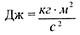 Дж = кг · м² / с²